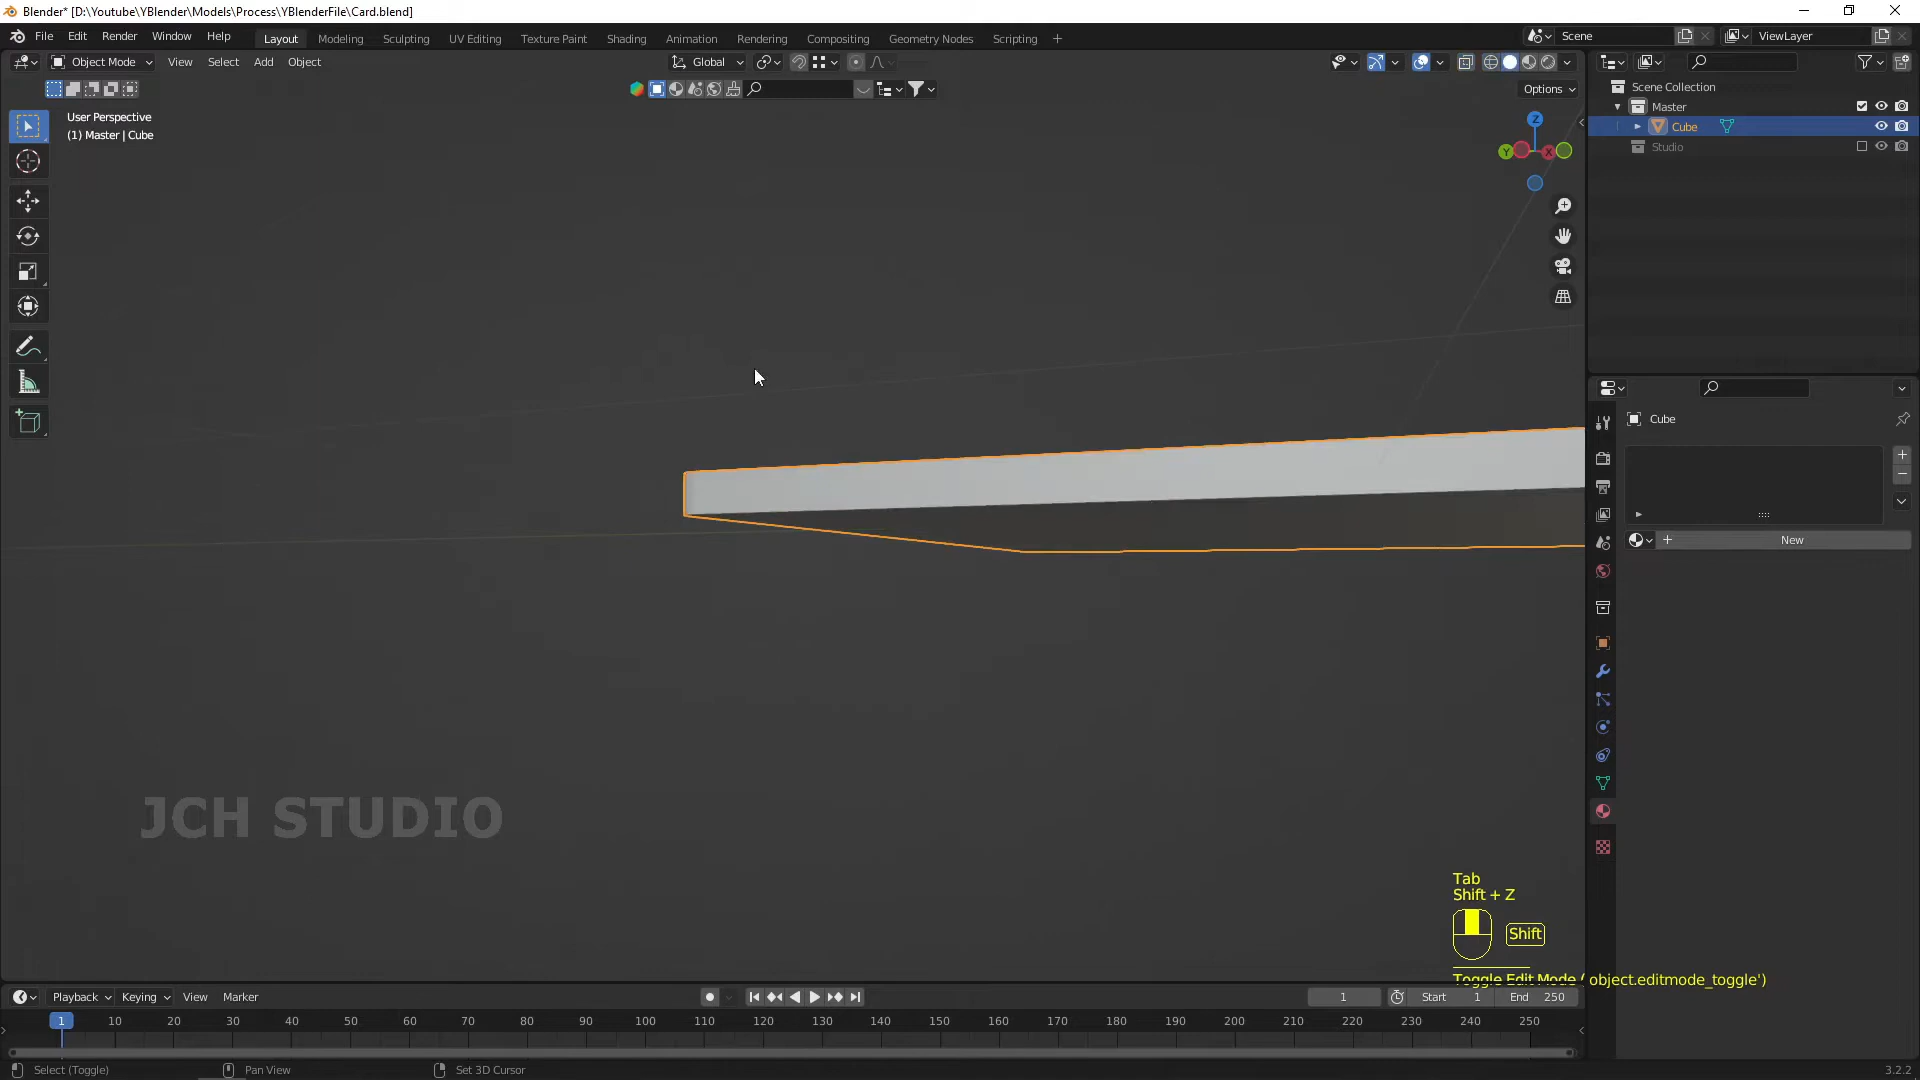 Blender* [D:\Youtube\YBlender\Models\Process\YBlenderFile\Card.blend]
File Edit Render Window Help Layout Modeling Sculpting UV Editing Texture Paint Shading Animation Rendering Compositing Geometry Nodes Scripting + Scene ViewLayer
Object Mode View Select Add Object Global
Options
Scene Collection
Master
Cube
Studio
User Perspective
(1) Master | Cube
Z
Y
X
Cube
New
JCH STUDIO
Tab
Shift + Z
Shift
Toggle Edit Mode ('object.editmode_toggle')
Playback Keying View Marker 1 Start 1 End 250
1 10 20 30 40 50 60 70 80 90 100 110 120 130 140 150 160 170 180 190 200 210 220 230 240 250
Select (Toggle) Pan View Set 3D Cursor 3.2.2